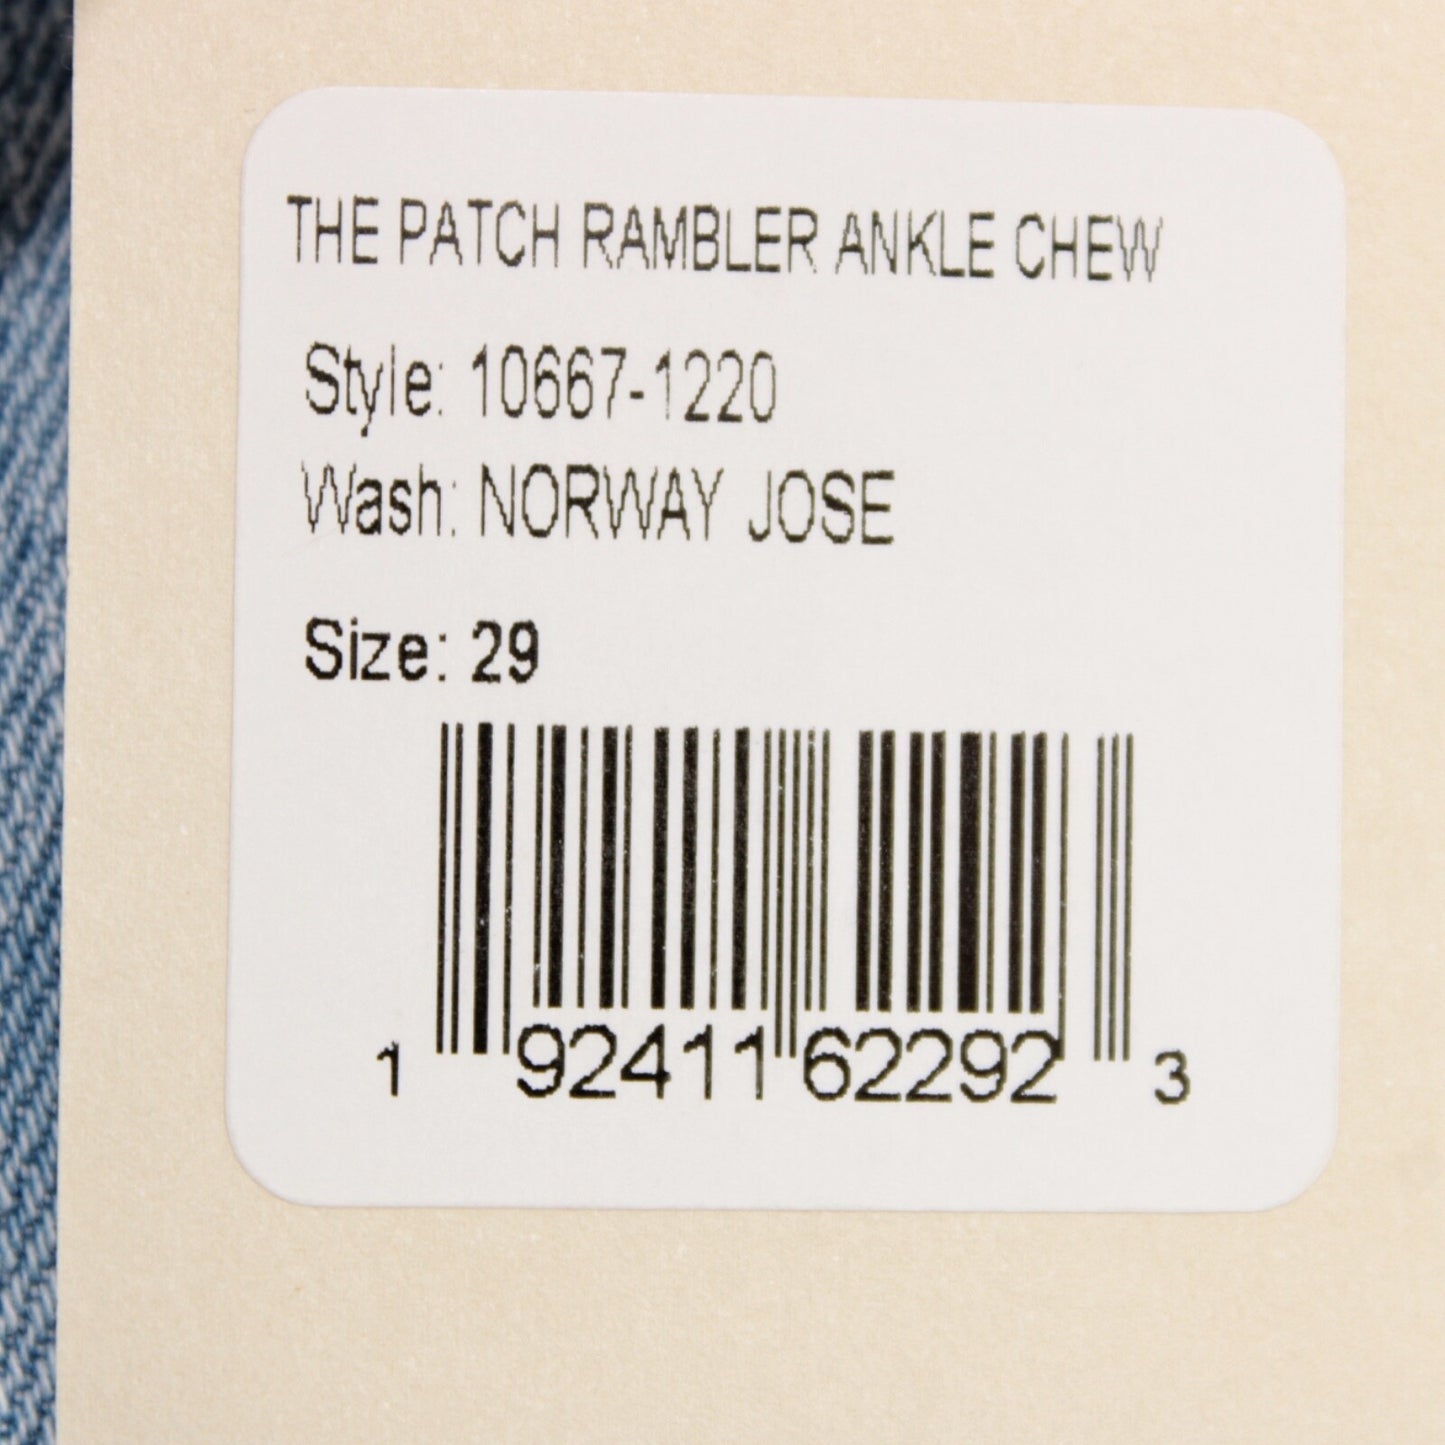 THE PATCH RAMBLER ANKLE CHEW
Style: 10667-1220
Wash: NORWAY JOSE
Size: 29
1 92411 62292 3